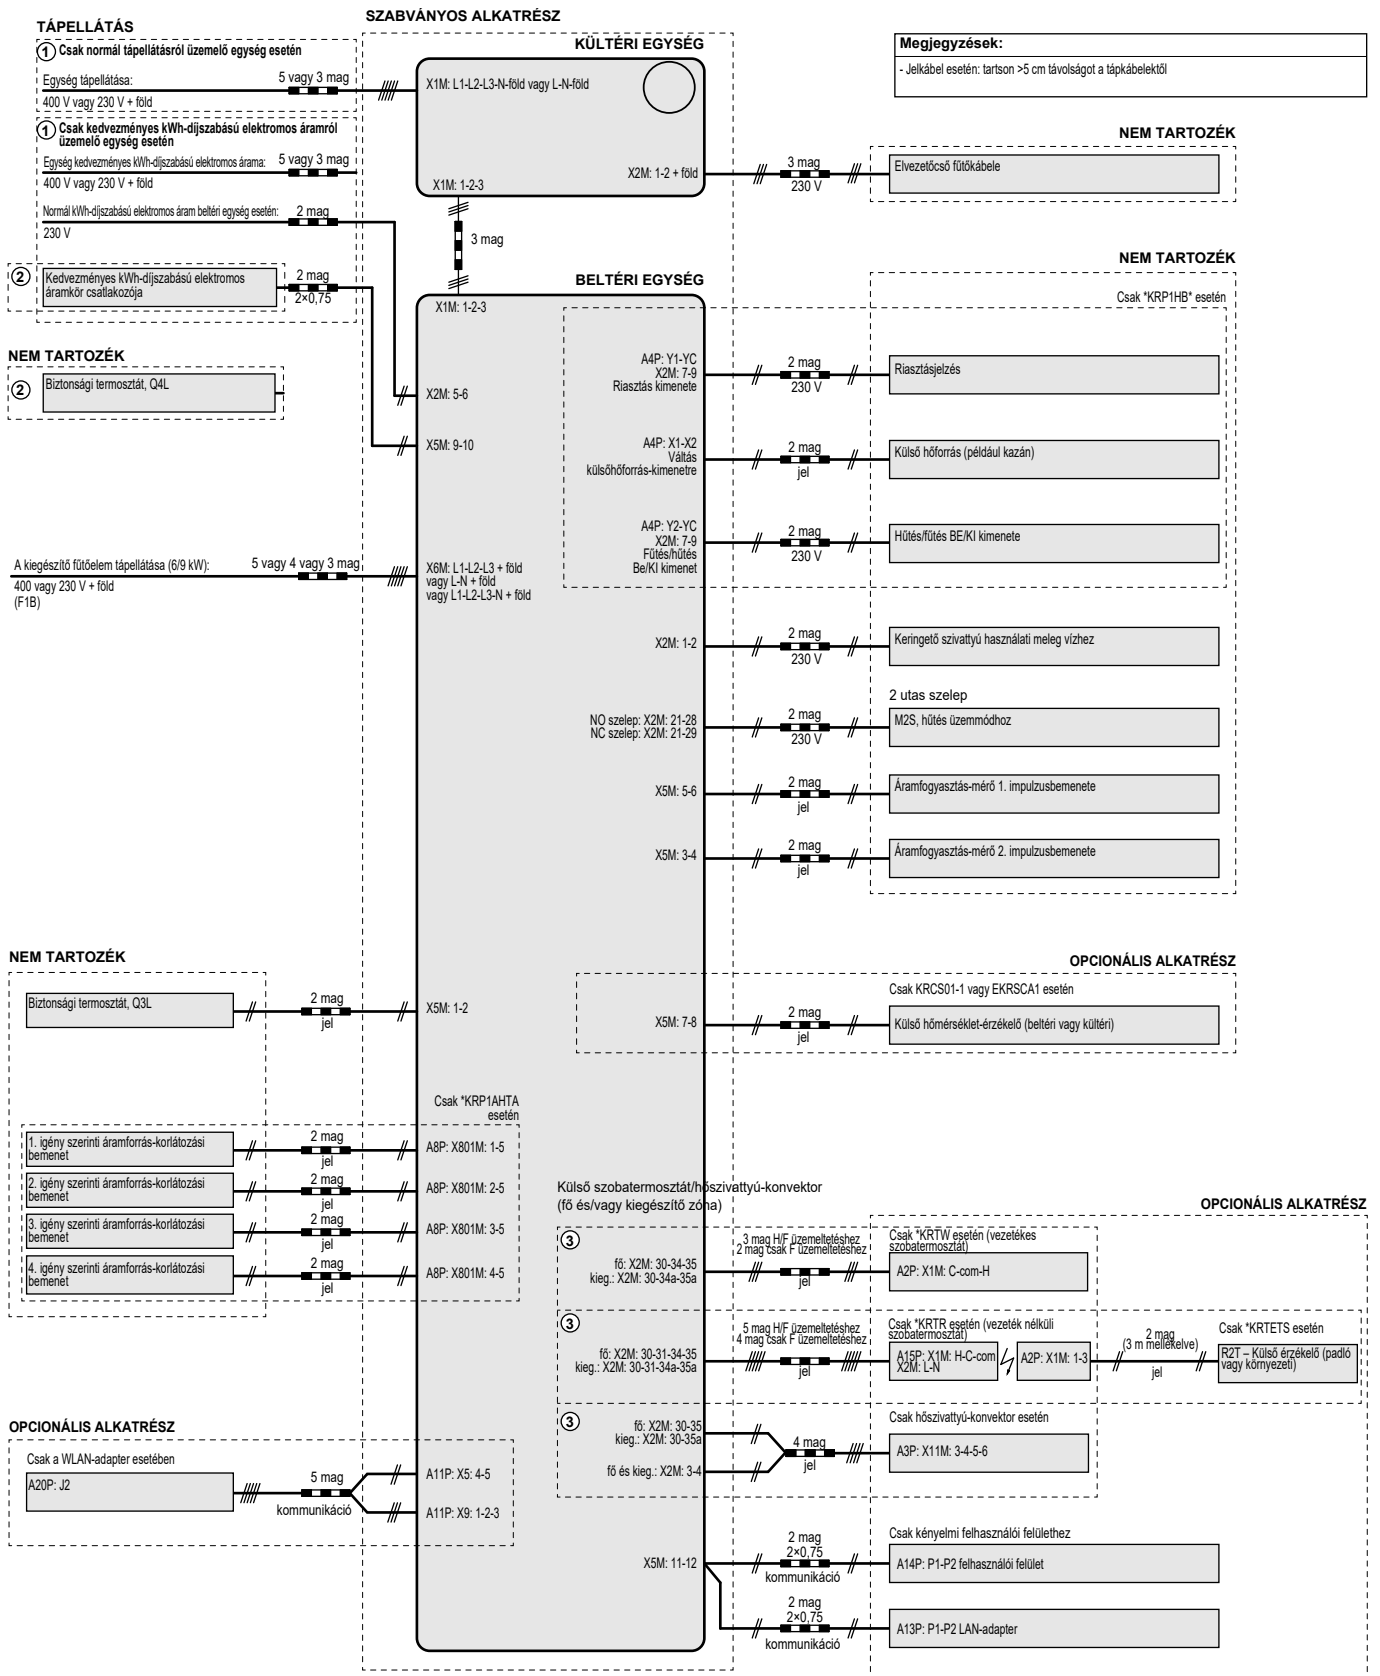 SZABVÁNYOS ALKATRÉSZ
TÁPELLÁTÁS
① Csak normál tápellátásról üzemelő egység esetén
Egység tápellátása:
5 vagy 3 mag
400 V vagy 230 V + föld
① Csak kedvezményes kWh-díjszabású elektromos áramról
üzemelő egység esetén
Egység kedvezményes kWh-díjszabású elektromos árama:
5 vagy 3 mag
400 V vagy 230 V + föld
Normál kWh-díjszabású elektromos áram beltéri egység esetén:
2 mag
230 V
②
Kedvezményes kWh-díjszabású elektromos
áramkör csatlakozója
2 mag
2×0,75
NEM TARTOZÉK
②
Biztonsági termosztát, Q4L
KÜLTÉRI EGYSÉG
X1M: L1-L2-L3-N-föld vagy L-N-föld
X2M: 1-2 + föld
X1M: 1-2-3
3 mag
Megjegyzések:
- Jelkábel esetén: tartson >5 cm távolságot a tápkábelektől
NEM TARTOZÉK
3 mag
230 V
Elvezetőcső fűtőkábele
BELTÉRI EGYSÉG
X1M: 1-2-3
X2M: 5-6
X5M: 9-10
NEM TARTOZÉK
Csak *KRP1HB* esetén
A4P: Y1-YC
X2M: 7-9
Riasztás kimenete
2 mag
230 V
Riasztásjelzés
A4P: X1-X2
Váltás
külsőhőforrás-kimenetre
2 mag
jel
Külső hőforrás (például kazán)
A4P: Y2-YC
X2M: 7-9
Fűtés/hűtés
Be/KI kimenet
2 mag
230 V
Hűtés/fűtés BE/KI kimenete
A kiegészítő fűtőelem tápellátása (6/9 kW):
5 vagy 4 vagy 3 mag
400 vagy 230 V + föld
(F1B)
X6M: L1-L2-L3 + föld
vagy L-N + föld
vagy L1-L2-L3-N + föld
X2M: 1-2
2 mag
230 V
Keringető szivattyú használati meleg vízhez
2 utas szelep
NO szelep: X2M: 21-28
NC szelep: X2M: 21-29
2 mag
230 V
M2S, hűtés üzemmódhoz
X5M: 5-6
2 mag
jel
Áramfogyasztás-mérő 1. impulzusbemenete
X5M: 3-4
2 mag
jel
Áramfogyasztás-mérő 2. impulzusbemenete
NEM TARTOZÉK
Biztonsági termosztát, Q3L
2 mag
jel
X5M: 1-2
OPCIONÁLIS ALKATRÉSZ
Csak KRCS01-1 vagy EKRSCA1 esetén
X5M: 7-8
2 mag
jel
Külső hőmérséklet-érzékelő (beltéri vagy kültéri)
Csak *KRP1AHTA
esetén
1. igény szerinti áramforrás-korlátozási
bemenet
2 mag
jel
A8P: X801M: 1-5
2. igény szerinti áramforrás-korlátozási
bemenet
2 mag
jel
A8P: X801M: 2-5
3. igény szerinti áramforrás-korlátozási
bemenet
2 mag
jel
A8P: X801M: 3-5
4. igény szerinti áramforrás-korlátozási
bemenet
2 mag
jel
A8P: X801M: 4-5
Külső szobatermosztát/hőszivattyú-konvektor
(fő és/vagy kiegészítő zóna)
OPCIONÁLIS ALKATRÉSZ
③
fő: X2M: 30-34-35
kieg.: X2M: 30-34a-35a
3 mag H/F üzemeltetéshez
2 mag csak F üzemeltetéshez
jel
Csak *KRTW esetén (vezetékes
szobatermosztát)
A2P: X1M: C-com-H
③
fő: X2M: 30-31-34-35
kieg.: X2M: 30-31-34a-35a
5 mag H/F üzemeltetéshez
4 mag csak F üzemeltetéshez
jel
Csak *KRTR esetén (vezeték nélküli
szobatermosztát)
A15P: X1M: H-C-com
X2M: L-N
A2P: X1M: 1-3
2 mag
(3 m mellékelve)
jel
Csak *KRTETS esetén
R2T – Külső érzékelő (padló
vagy környezeti)
③
fő: X2M: 30-35
kieg.: X2M: 30-35a
fő és kieg.: X2M: 3-4
4 mag
jel
Csak hőszivattyú-konvektor esetén
A3P: X11M: 3-4-5-6
OPCIONÁLIS ALKATRÉSZ
Csak a WLAN-adapter esetében
A20P: J2
5 mag
kommunikáció
A11P: X5: 4-5
A11P: X9: 1-2-3
X5M: 11-12
2 mag
2×0,75
kommunikáció
Csak kényelmi felhasználói felülethez
A14P: P1-P2 felhasználói felület
2 mag
2×0,75
kommunikáció
A13P: P1-P2 LAN-adapter